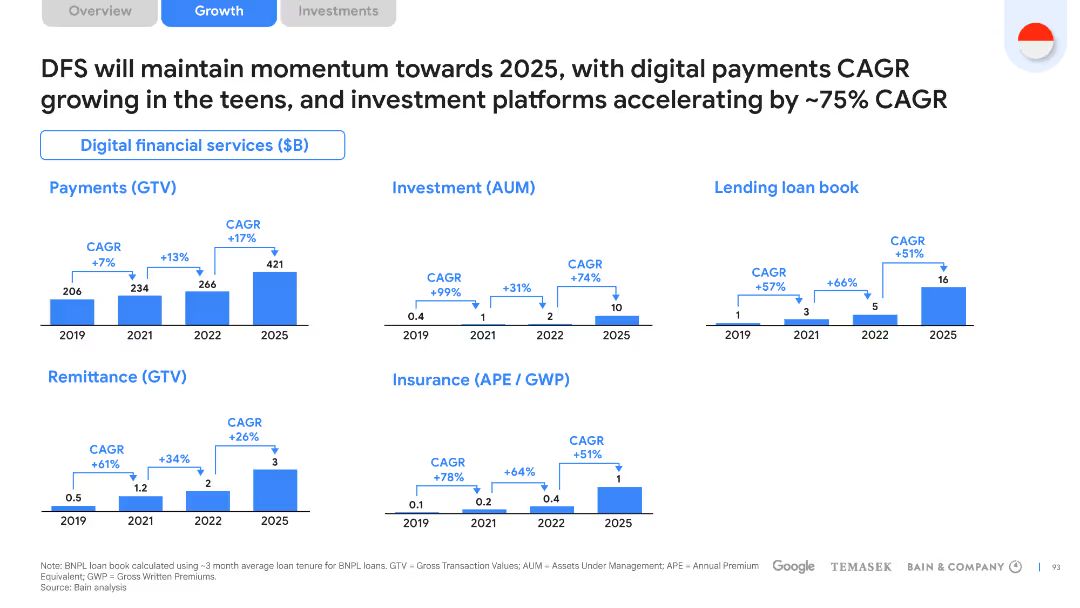 Overview
Growth
Investments
DFS will maintain momentum towards 2025, with digital payments CAGR
growing in the teens, and investment platforms accelerating by ~75% CAGR
Digital financial services ($B)
Payments (GTV)
CAGR
+7%
+13%
CAGR
+17%
206
234
266
421
2019
2021
2022
2025
Investment (AUM)
CAGR
+99%
+31%
CAGR
+74%
0.4
1
2
10
2019
2021
2022
2025
Lending loan book
CAGR
+57%
+66%
CAGR
+51%
1
3
5
16
2019
2021
2022
2025
Remittance (GTV)
CAGR
+61%
+34%
CAGR
+26%
0.5
1.2
2
3
2019
2021
2022
2025
Insurance (APE / GWP)
CAGR
+78%
+64%
CAGR
+51%
0.1
0.2
0.4
1
2019
2021
2022
2025
Note: BNPL loan book calculated using ~3 month average loan tenure for BNPL loans. GTV = Gross Transaction Values; AUM = Assets Under Management; APE = Annual Premium
Equivalent; GWP = Gross Written Premiums.
Source: Bain analysis
Google
TEMASEK
BAIN & COMPANY
93